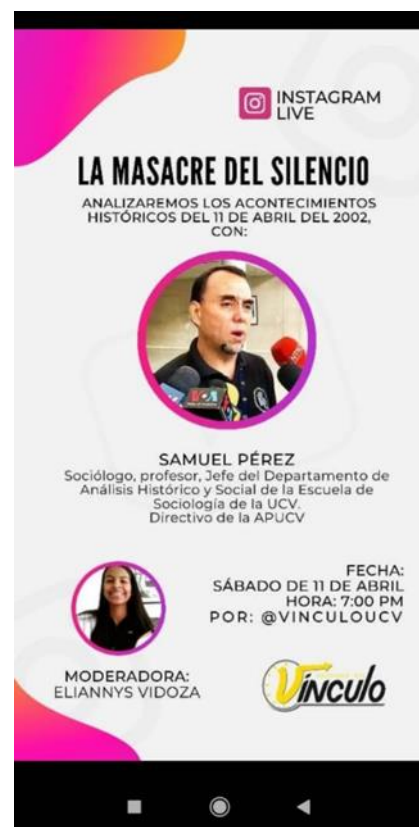 INSTAGRAM
LIVE
LA MASACRE DEL SILENCIO
ANALIZAREMOS LOS ACONTECIMIENTOS
HISTÓRICOS DEL 11 DE ABRIL DEL 2002,
CON:
VOA
SAMUEL PÉREZ
Sociólogo, profesor, Jefe del Departamento de
Análisis Histórico y Social de la Escuela de
Sociología de la UCV.
Directivo de la APUCV
FECHA:
SÁBADO DE 11 DE ABRIL
HORA: 7:00 PM
POR: @VINCULOUCV
MODERADORA:
ELIANNYS VIDOZA
Vínculo